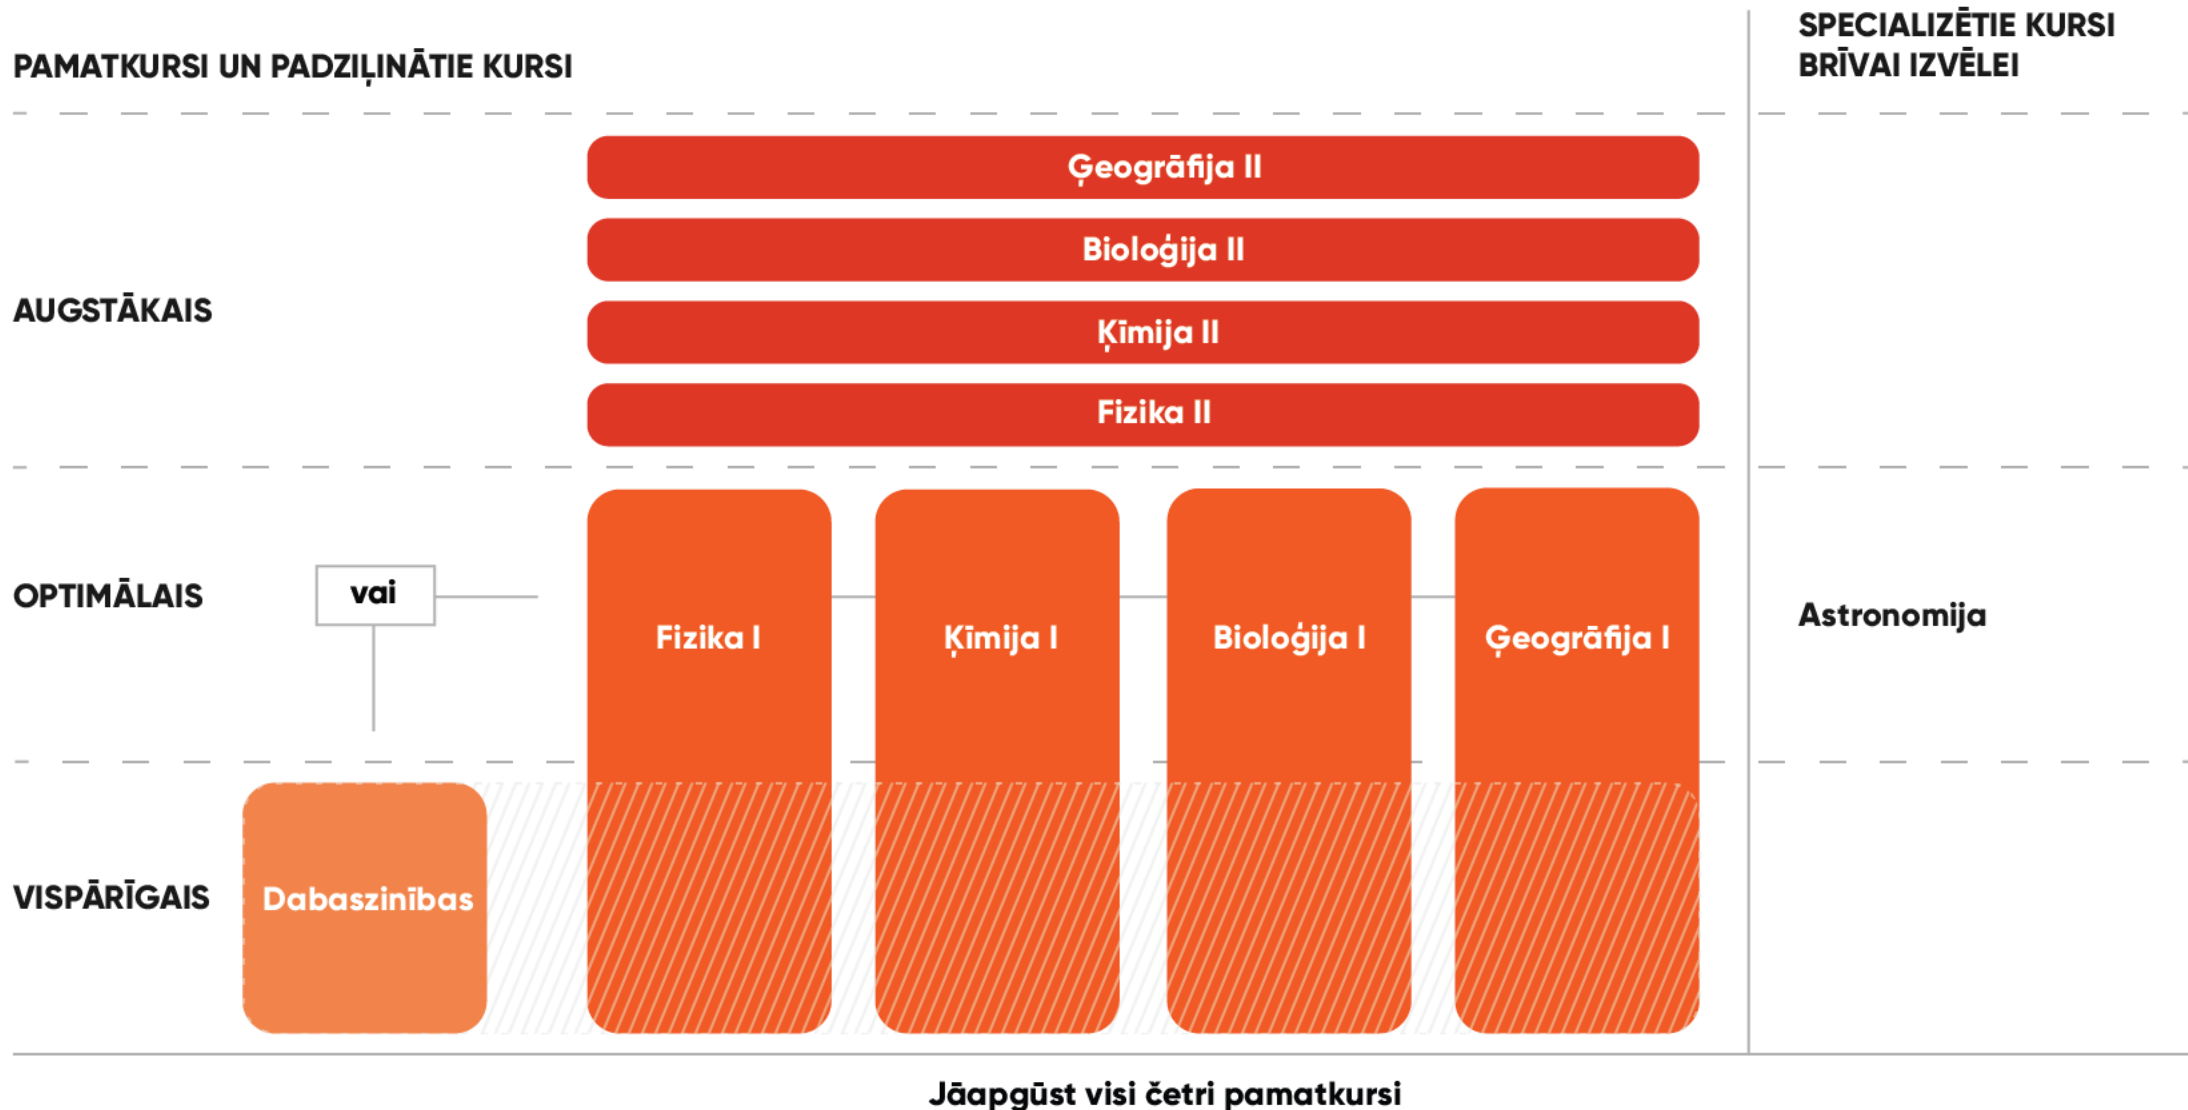 PAMATKURSI UN PADZIĻINĀTIE KURSI
SPECIALIZĒTIE KURSI
BRĪVAI IZVĒLEI
AUGSTĀKAIS
Ģeogrāfija II
Bioloģija II
Ķīmija II
Fizika II
OPTIMĀLAIS
vai
Fizika I
Ķīmija I
Bioloģija I
Ģeogrāfija I
Astronomija
VISPĀRĪGAIS
Dabaszinības
Jāapgūst visi četri pamatkursi